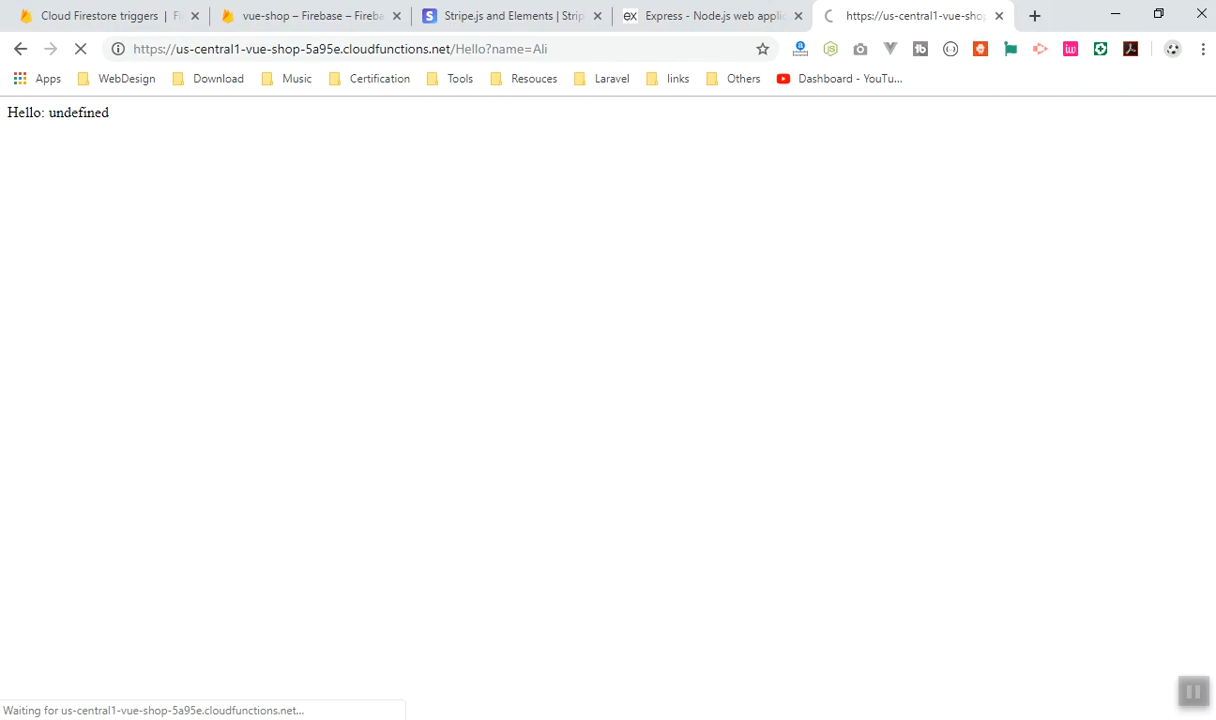 Cloud Firestore triggers | Fi
vue-shop – Firebase – Fireba
Stripe.js and Elements | Strip
ex Express - Node.js web applic
https://us-central1-vue-shop
https://us-central1-vue-shop-5a95e.cloudfunctions.net/Hello?name=Ali
Apps WebDesign Download Music Certification Tools Resouces Laravel links Others Dashboard - YouTu...
Hello: undefined
Waiting for us-central1-vue-shop-5a95e.cloudfunctions.net...